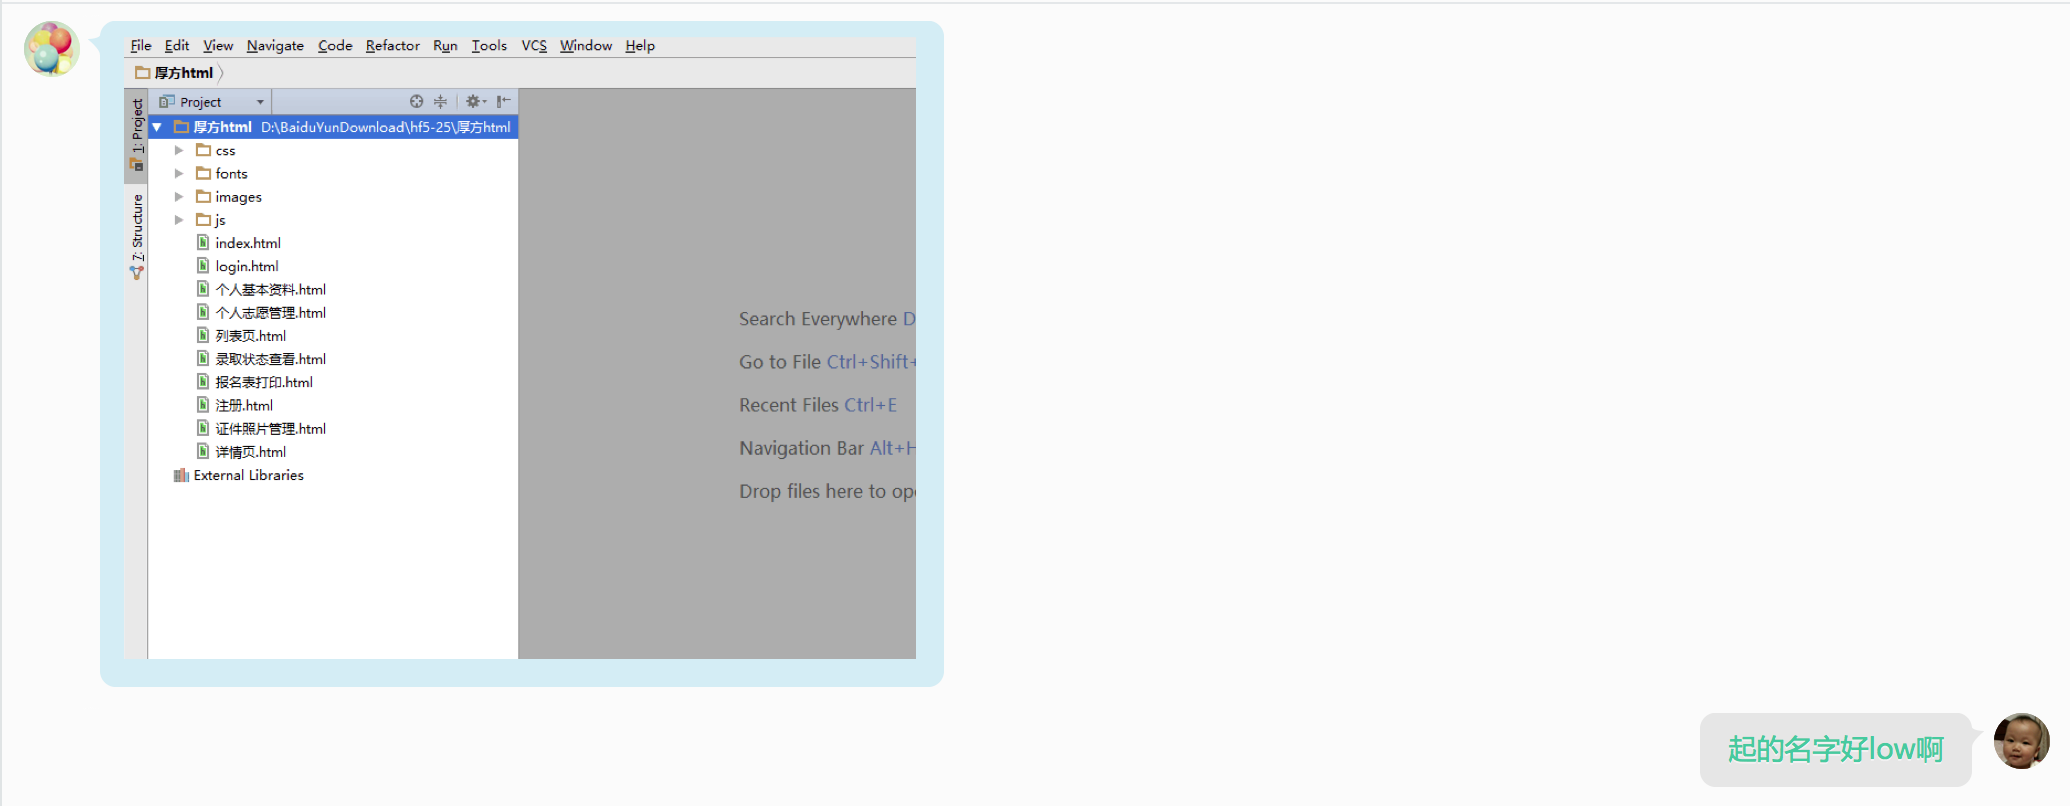 File Edit View Navigate Code Refactor Run Tools VCS Window Help
厚方html
1: Project
Project
厚方html D:\BaiduYunDownload\hf5-25\厚方html
css
fonts
images
js
7: Structure
index.html
login.html
个人基本资料.html
个人志愿管理.html
列表页.html
录取状态查看.html
报名表打印.html
注册.html
证件照片管理.html
详情页.html
External Libraries
Search Everywhere D
Go to File Ctrl+Shift+
Recent Files Ctrl+E
Navigation Bar Alt+H
Drop files here to ope
起的名字好low啊